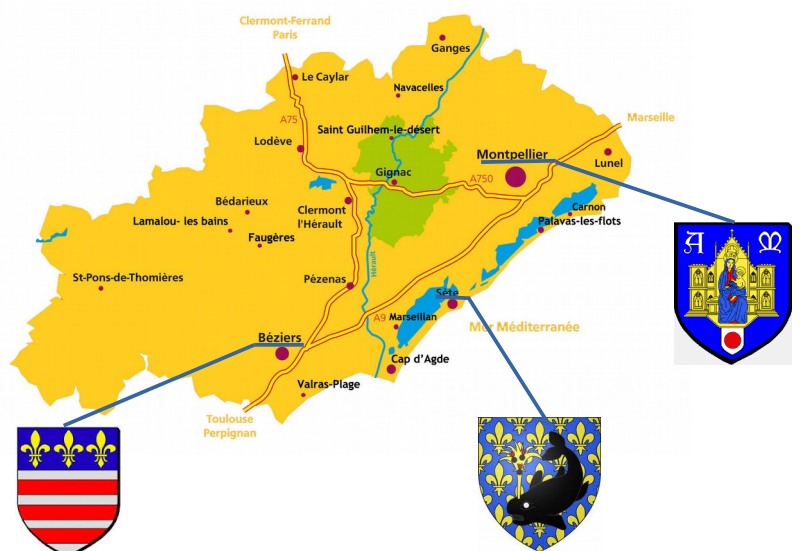 Clermont-Ferrand
Paris
Ganges
Le Caylar
Navacelles
A75
Marseille
Saint Guilhem-le-désert
Lodève
Montpellier
Lunel
Gignac
A750
Bédarieux
Clermont
l'Hérault
Carnon
Lamalou- les bains
Palavas-les-flots
Faugères
Hérault
St-Pons-de-Thomières
Pézenas
Sète
A9
Marseillan
Mer Méditerranée
Béziers
Cap d'Agde
Valras-Plage
Toulouse
Perpignan
A M